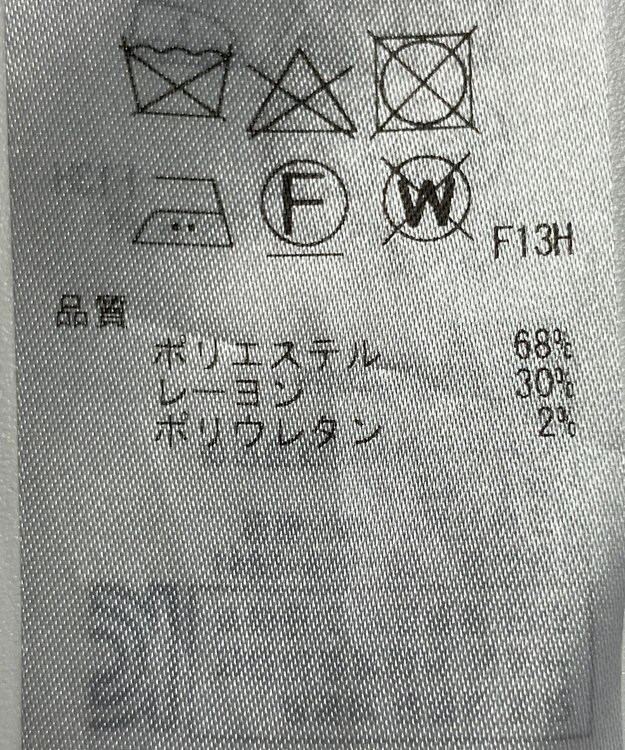 F
W
F13H
品質
ポリエステル 68%
レーヨン 30%
ポリウレタン 2%